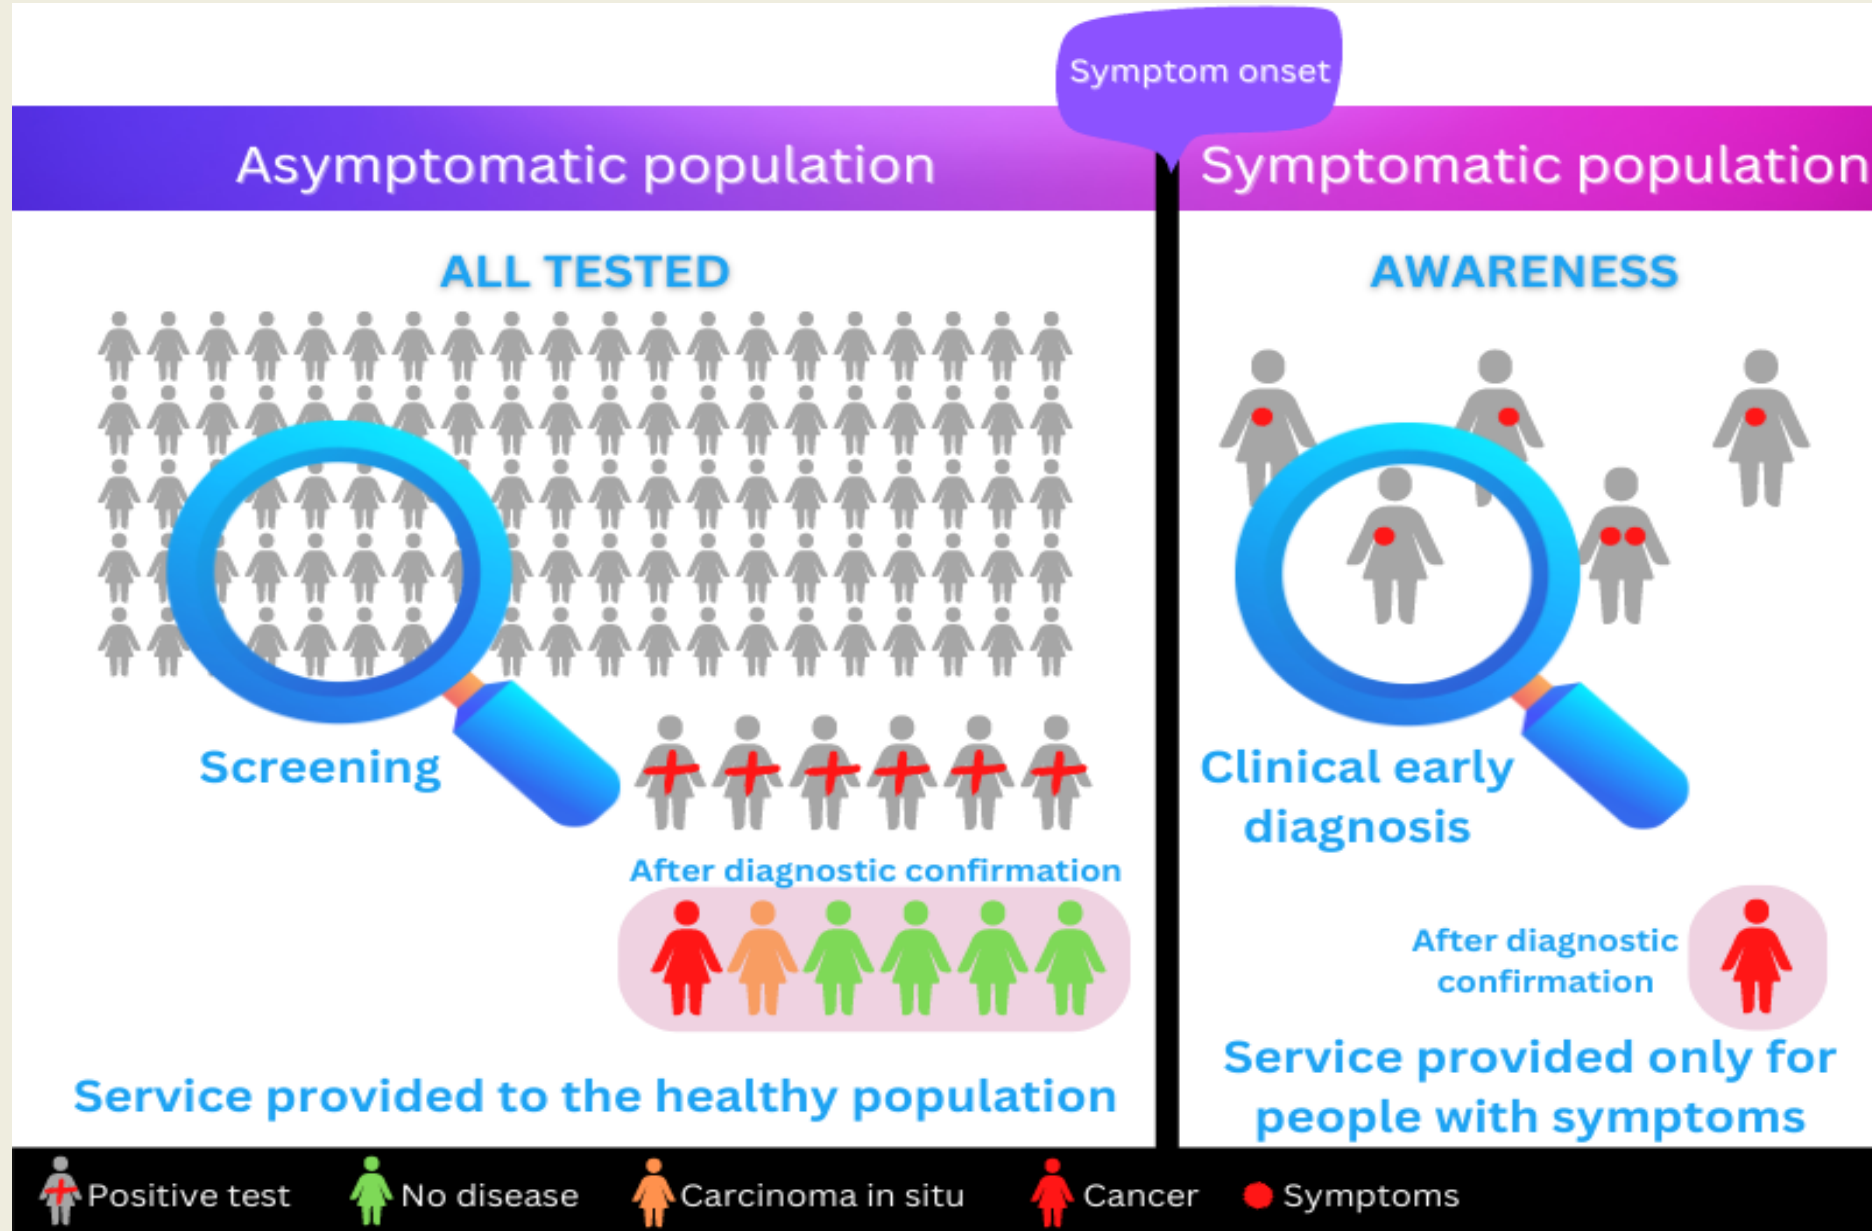 Symptom onset
Asymptomatic population
Symptomatic population
ALL TESTED
Screening
After diagnostic confirmation
Service provided to the healthy population
AWARENESS
Clinical early
diagnosis
After diagnostic
confirmation
Service provided only for
people with symptoms
Positive test
No disease
Carcinoma in situ
Cancer
Symptoms